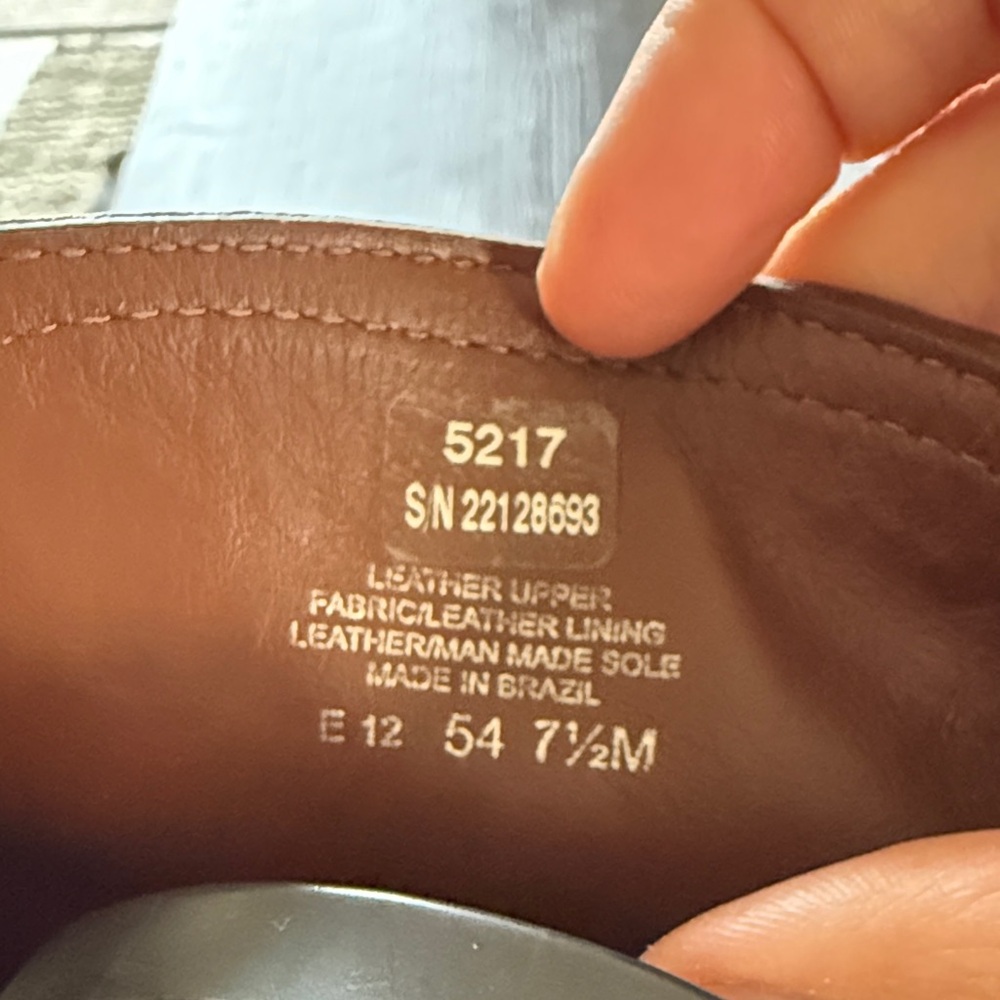 5217
S/N 22128693
LEATHER UPPER
FABRIC/LEATHER LINING
LEATHER/MAN MADE SOLE
MADE IN BRAZIL
E 12 54 7½M